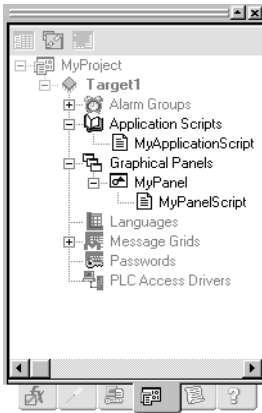 MyProject
Target1
Alarm Groups
Application Scripts
MyApplicationScript
Graphical Panels
MyPanel
MyPanelScript
Languages
Message Grids
Passwords
PLC Access Drivers